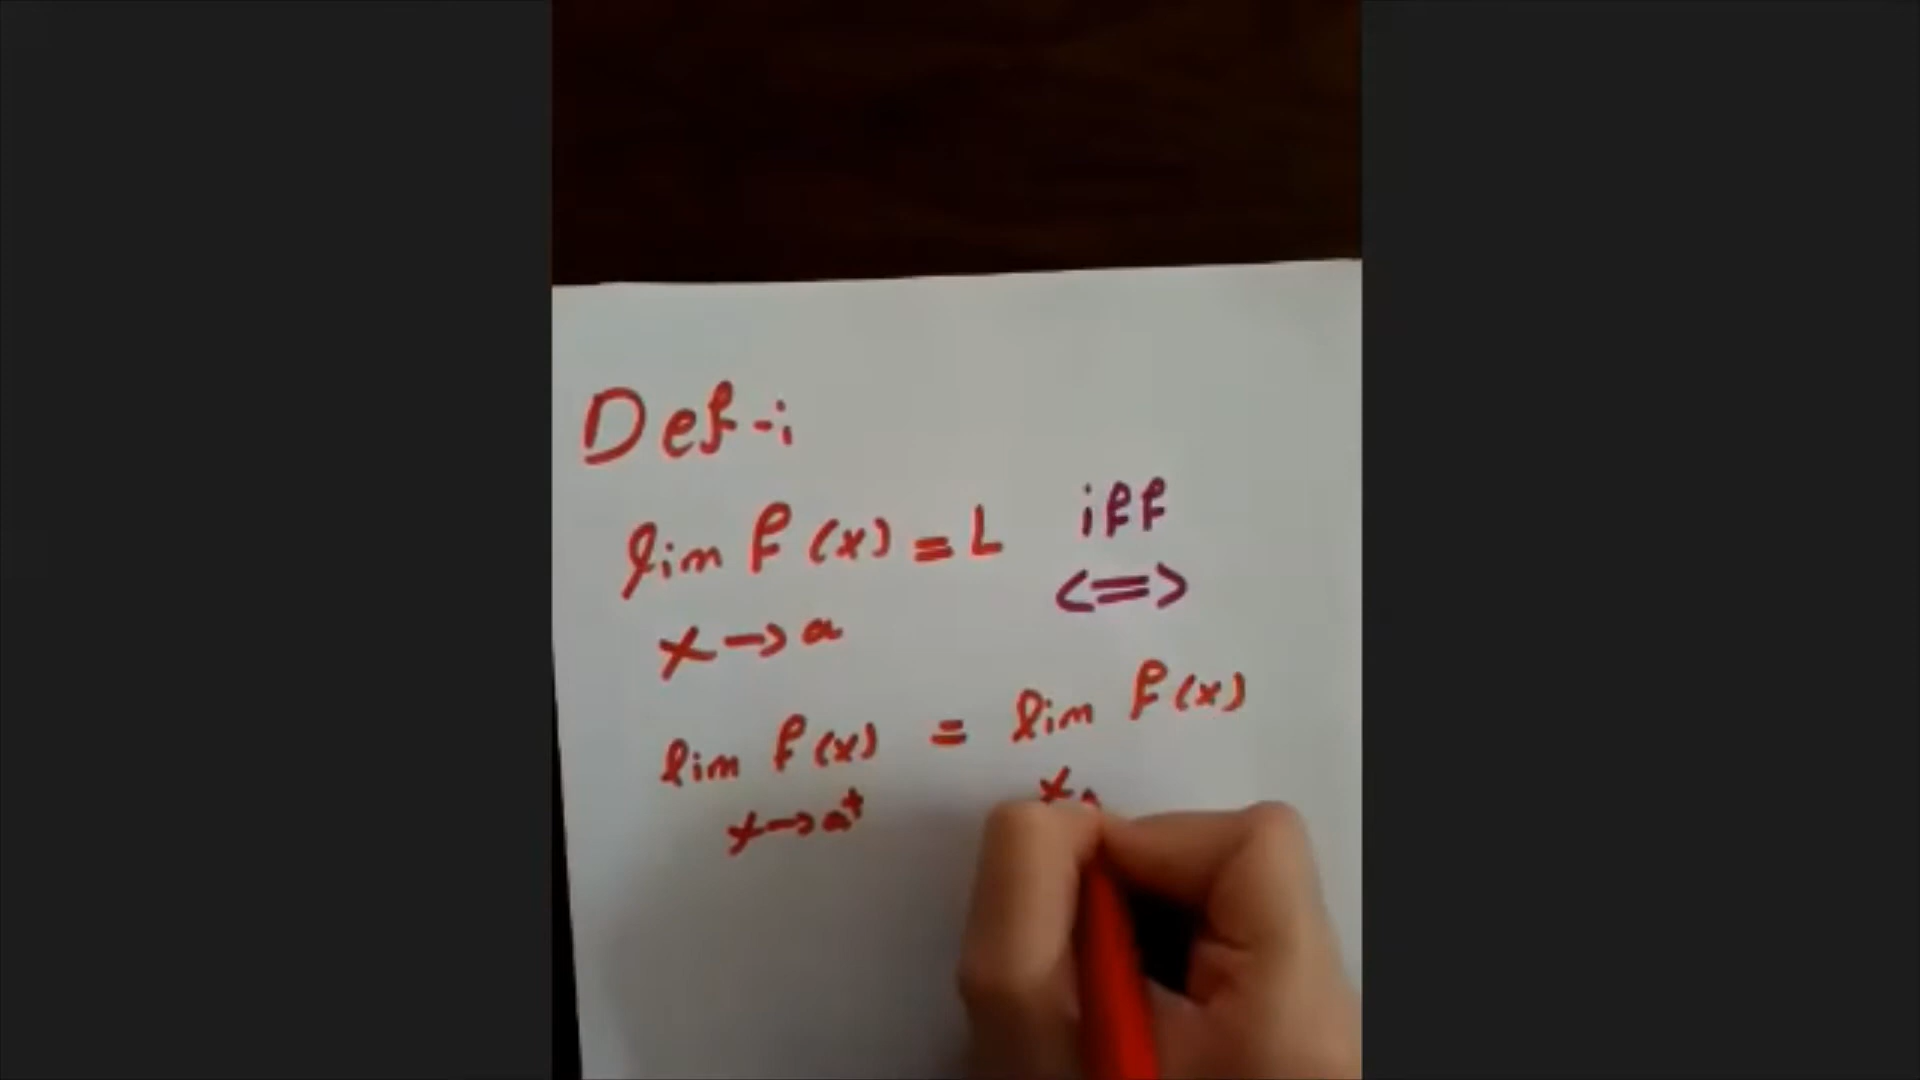 Def-:
lim f(x) = L iff
x→a <=>
lim f(x) = lim f(x)
x→a⁺ x